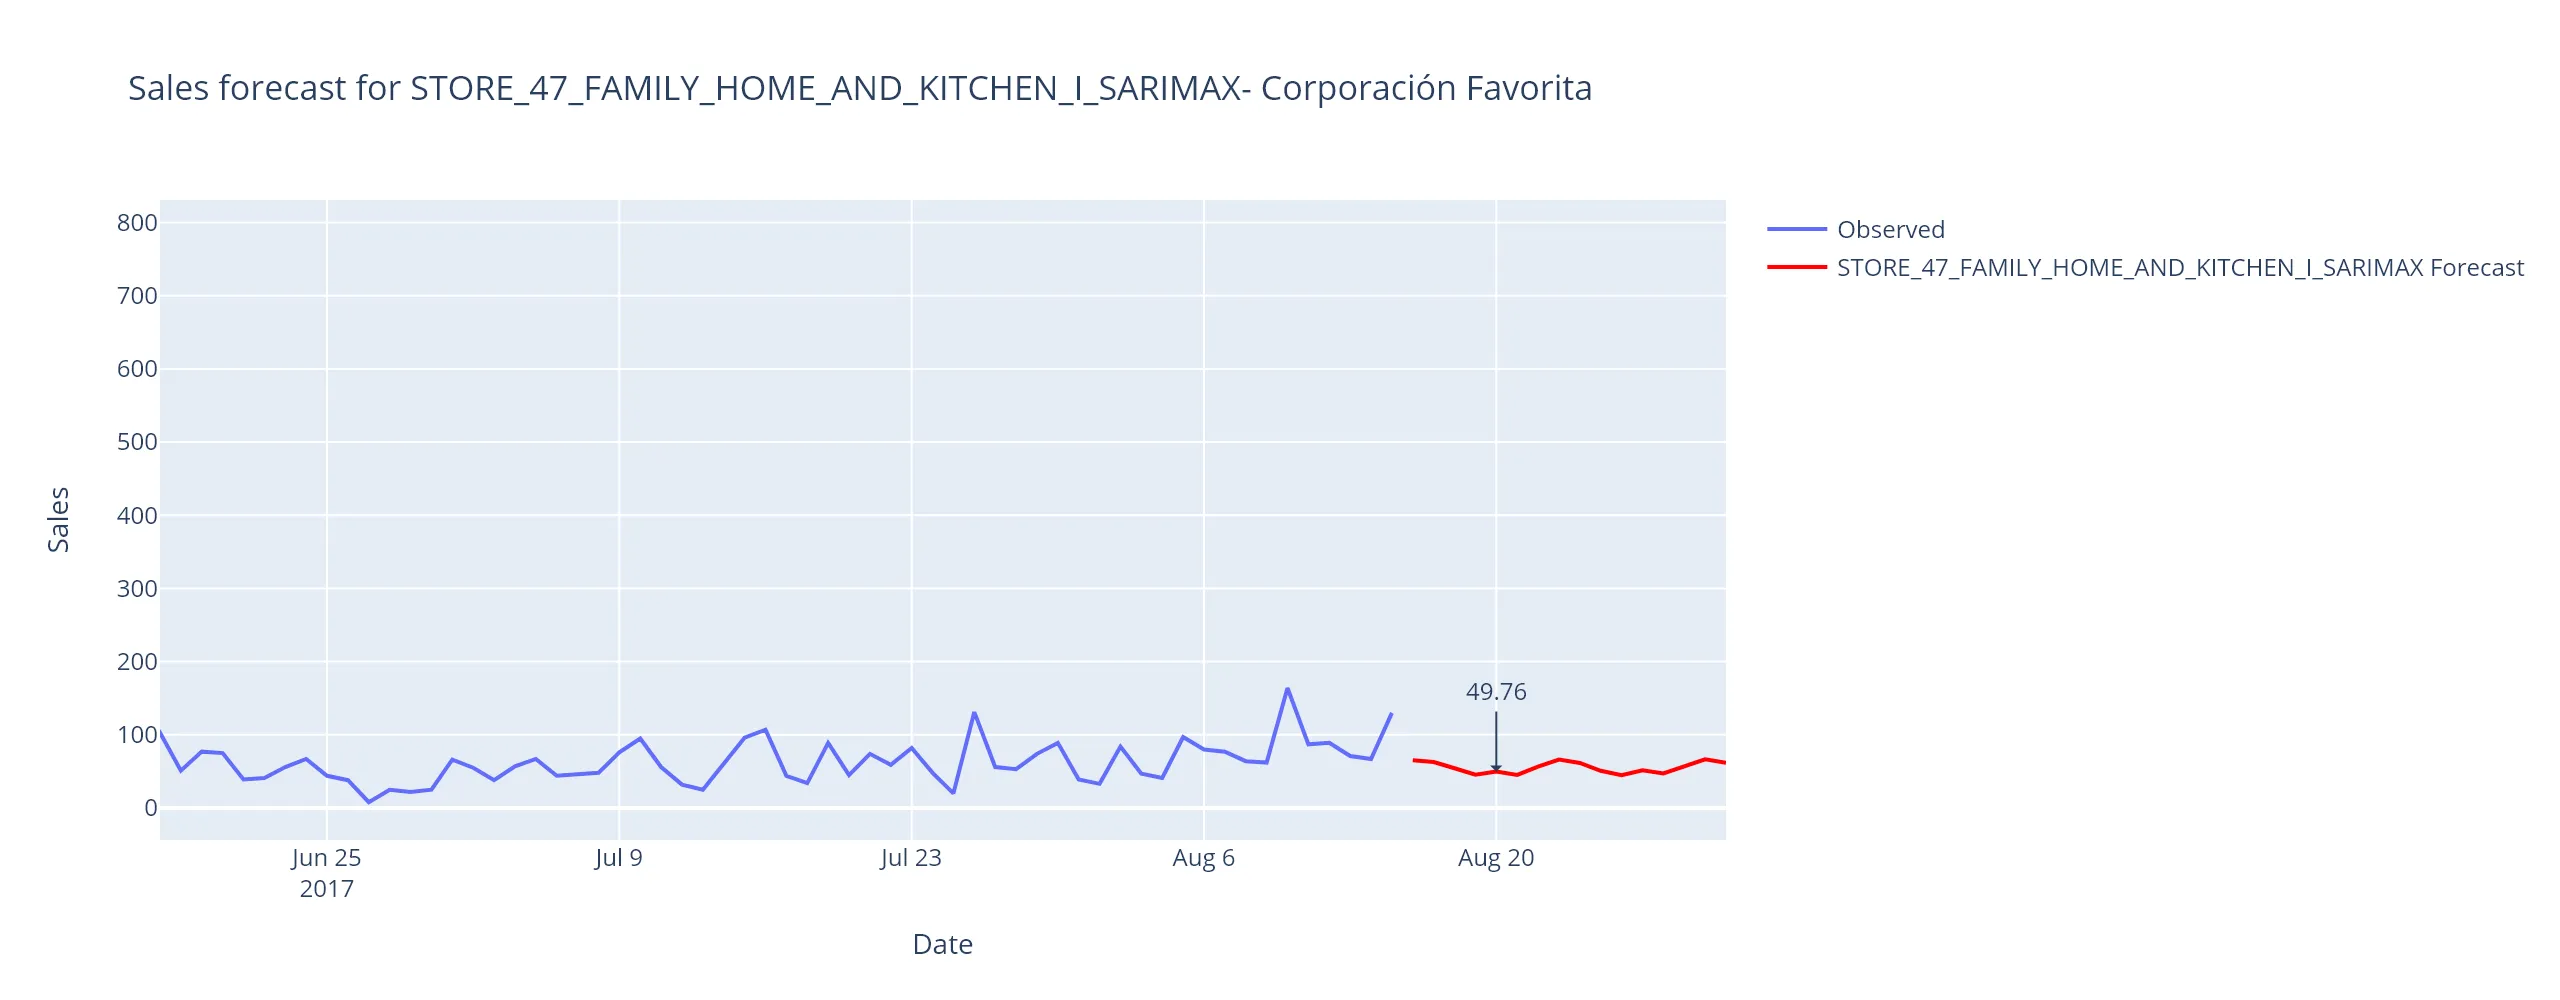 Sales forecast for STORE_47_FAMILY_HOME_AND_KITCHEN_I_SARIMAX- Corporación Favorita
Observed
STORE_47_FAMILY_HOME_AND_KITCHEN_I_SARIMAX Forecast
800
700
600
500
400
300
200
100
0
Sales
49.76
Jun 25
2017
Jul 9
Jul 23
Aug 6
Aug 20
Date